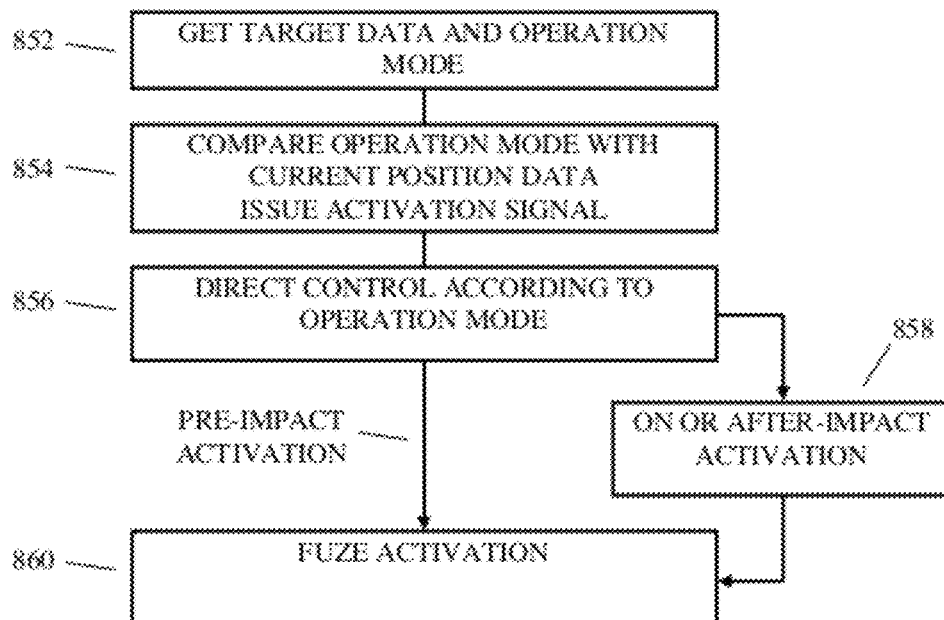 852
GET TARGET DATA AND OPERATION
MODE
854
COMPARE OPERATION MODE WITH
CURRENT POSITION DATA
ISSUE ACTIVATION SIGNAL
856
DIRECT CONTROL ACCORDING TO
OPERATION MODE
858
PRE-IMPACT
ACTIVATION
ON OR AFTER-IMPACT
ACTIVATION
860
FUZE ACTIVATION